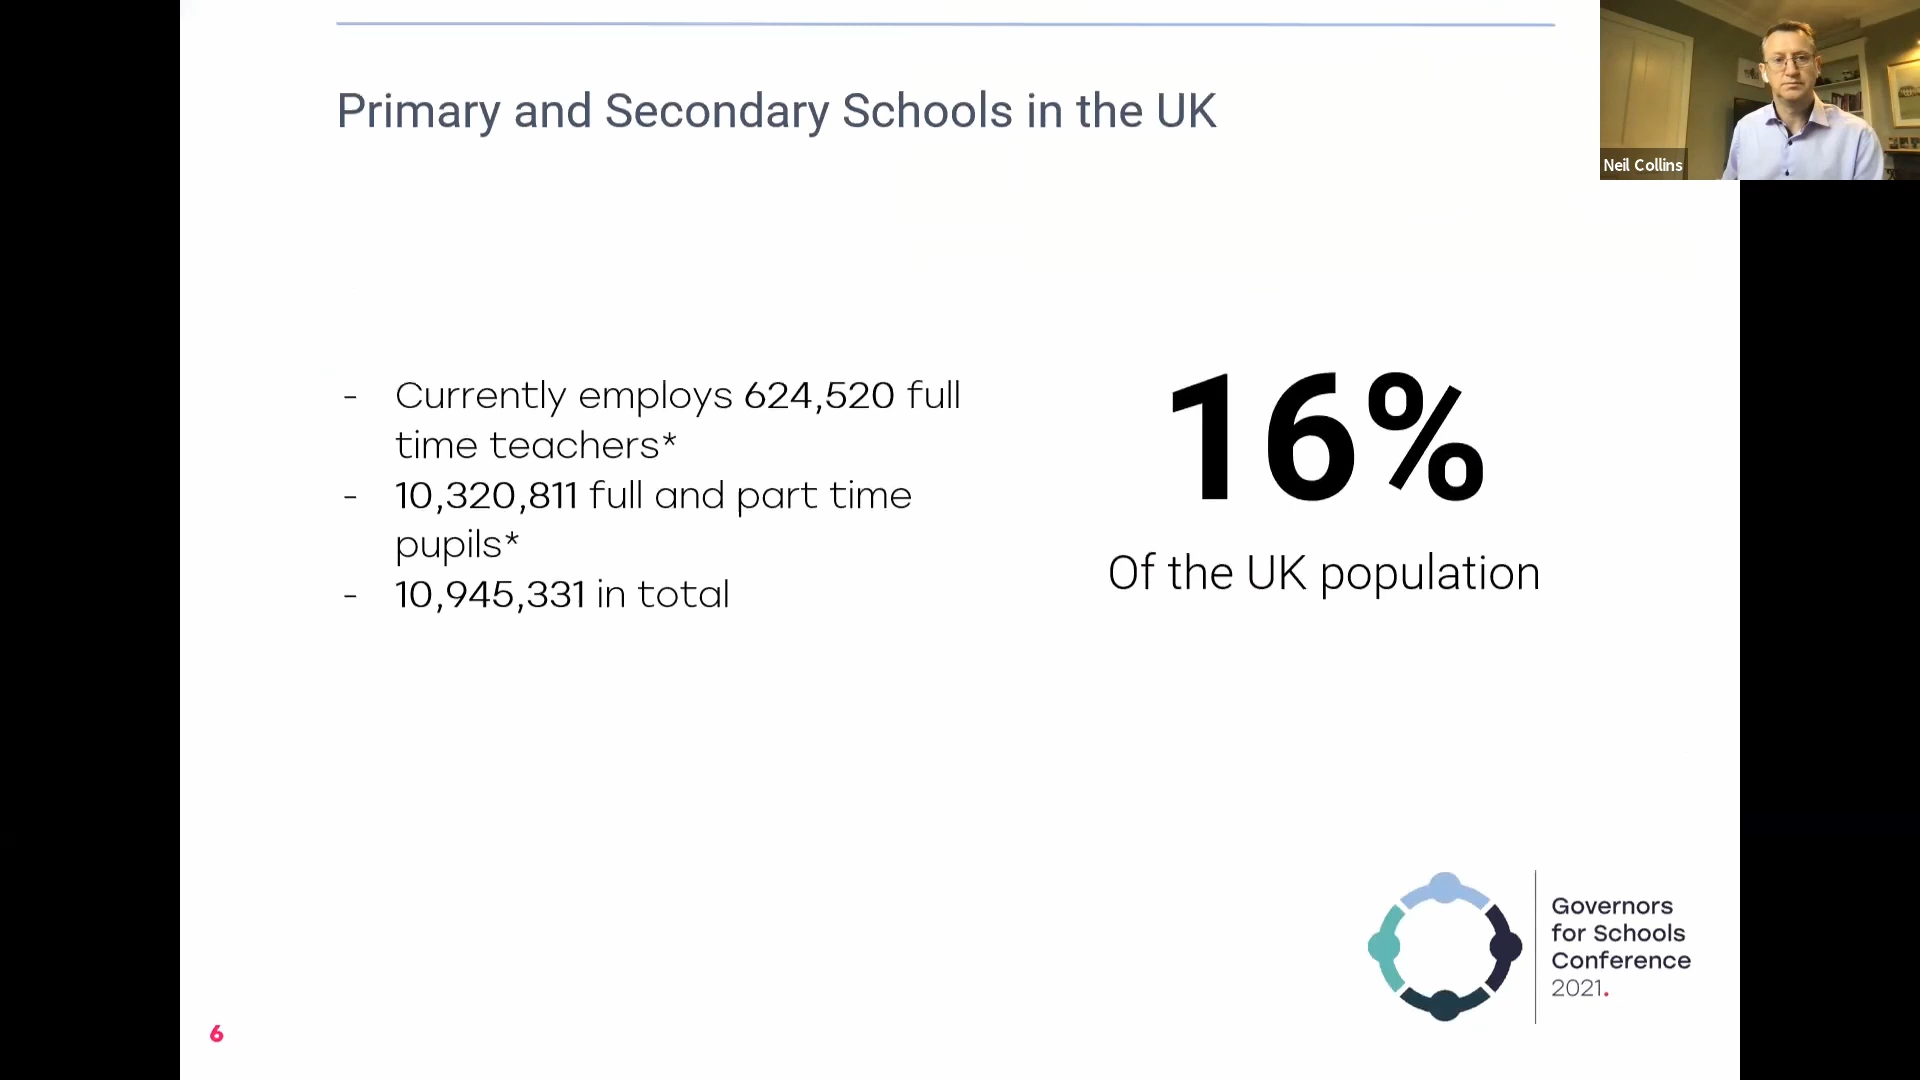 Primary and Secondary Schools in the UK
Neil Collins
- Currently employs 624,520 full
time teachers*
- 10,320,811 full and part time
pupils*
- 10,945,331 in total
16%
Of the UK population
Governors
for Schools
Conference
2021.
6